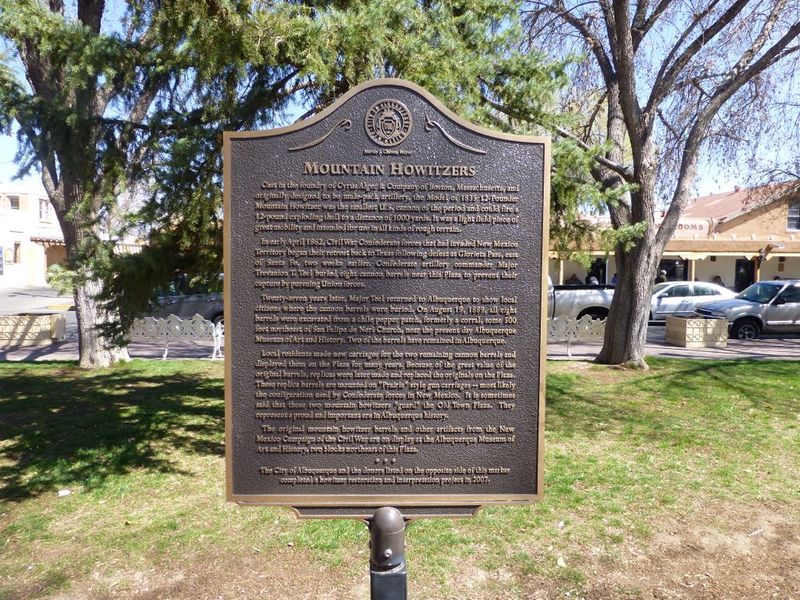 Martin J. Chávez, Mayor
MOUNTAIN HOWITZERS
Cast in the foundry of Cyrus Alger & Company of Boston, Massachusetts, and
originally designed to be mule-pack artillery, the Model of 1835 12-Pounder
Mountain Howitzer was the smallest U.S. cannon of the period and could fire a
12-pound exploding shell to a distance of 1000 yards. It was a light field piece of
great mobility and intended for use in all kinds of rough terrain.
In early April 1862, Civil War Confederate forces that had invaded New Mexico
Territory began their retreat back to Texas following defeat at Glorieta Pass, east
of Santa Fe, two weeks earlier. Confederate artillery commander, Major
Trevanion T. Teel buried eight cannon barrels near this Plaza to prevent their
capture by pursuing Union forces.
Twenty-seven years later, Major Teel returned to Albuquerque to show local
citizens where the cannon barrels were buried. On August 19, 1889, all eight
barrels were excavated from a chile pepper patch, formerly a corral, some 500
feet northeast of San Felipe de Neri Church, near the present day Albuquerque
Museum of Art and History. Two of the barrels have remained in Albuquerque.
Local residents made new carriages for the two remaining cannon barrels and
displayed them on the Plaza for many years. Because of the great value of the
original barrels, replicas were later made and replaced the originals on the Plaza.
These replica barrels are mounted on "Prairie" style gun carriages -- most likely
the configuration used by Confederate forces in New Mexico. It is sometimes
said that these two mountain howitzers "guard" the Old Town Plaza. They
represent a proud and important era in Albuquerque history.
The original mountain howitzer barrels and other artifacts from the New
Mexico Campaign of the Civil War are on display at the Albuquerque Museum of
Art and History, two blocks northeast of this Plaza.
* * *
The City of Albuquerque and the donors listed on the opposite side of this marker
completed a howitzer restoration and interpretation project in 2007.
ROOMS